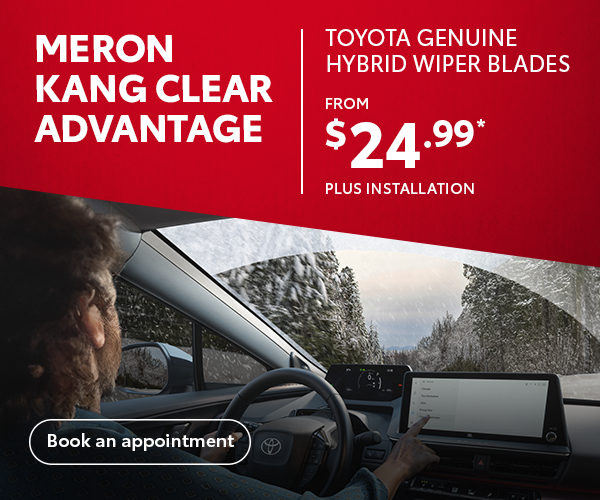 MERON
KANG CLEAR
ADVANTAGE
TOYOTA GENUINE
HYBRID WIPER BLADES
FROM
$24.99*
PLUS INSTALLATION
Book an appointment